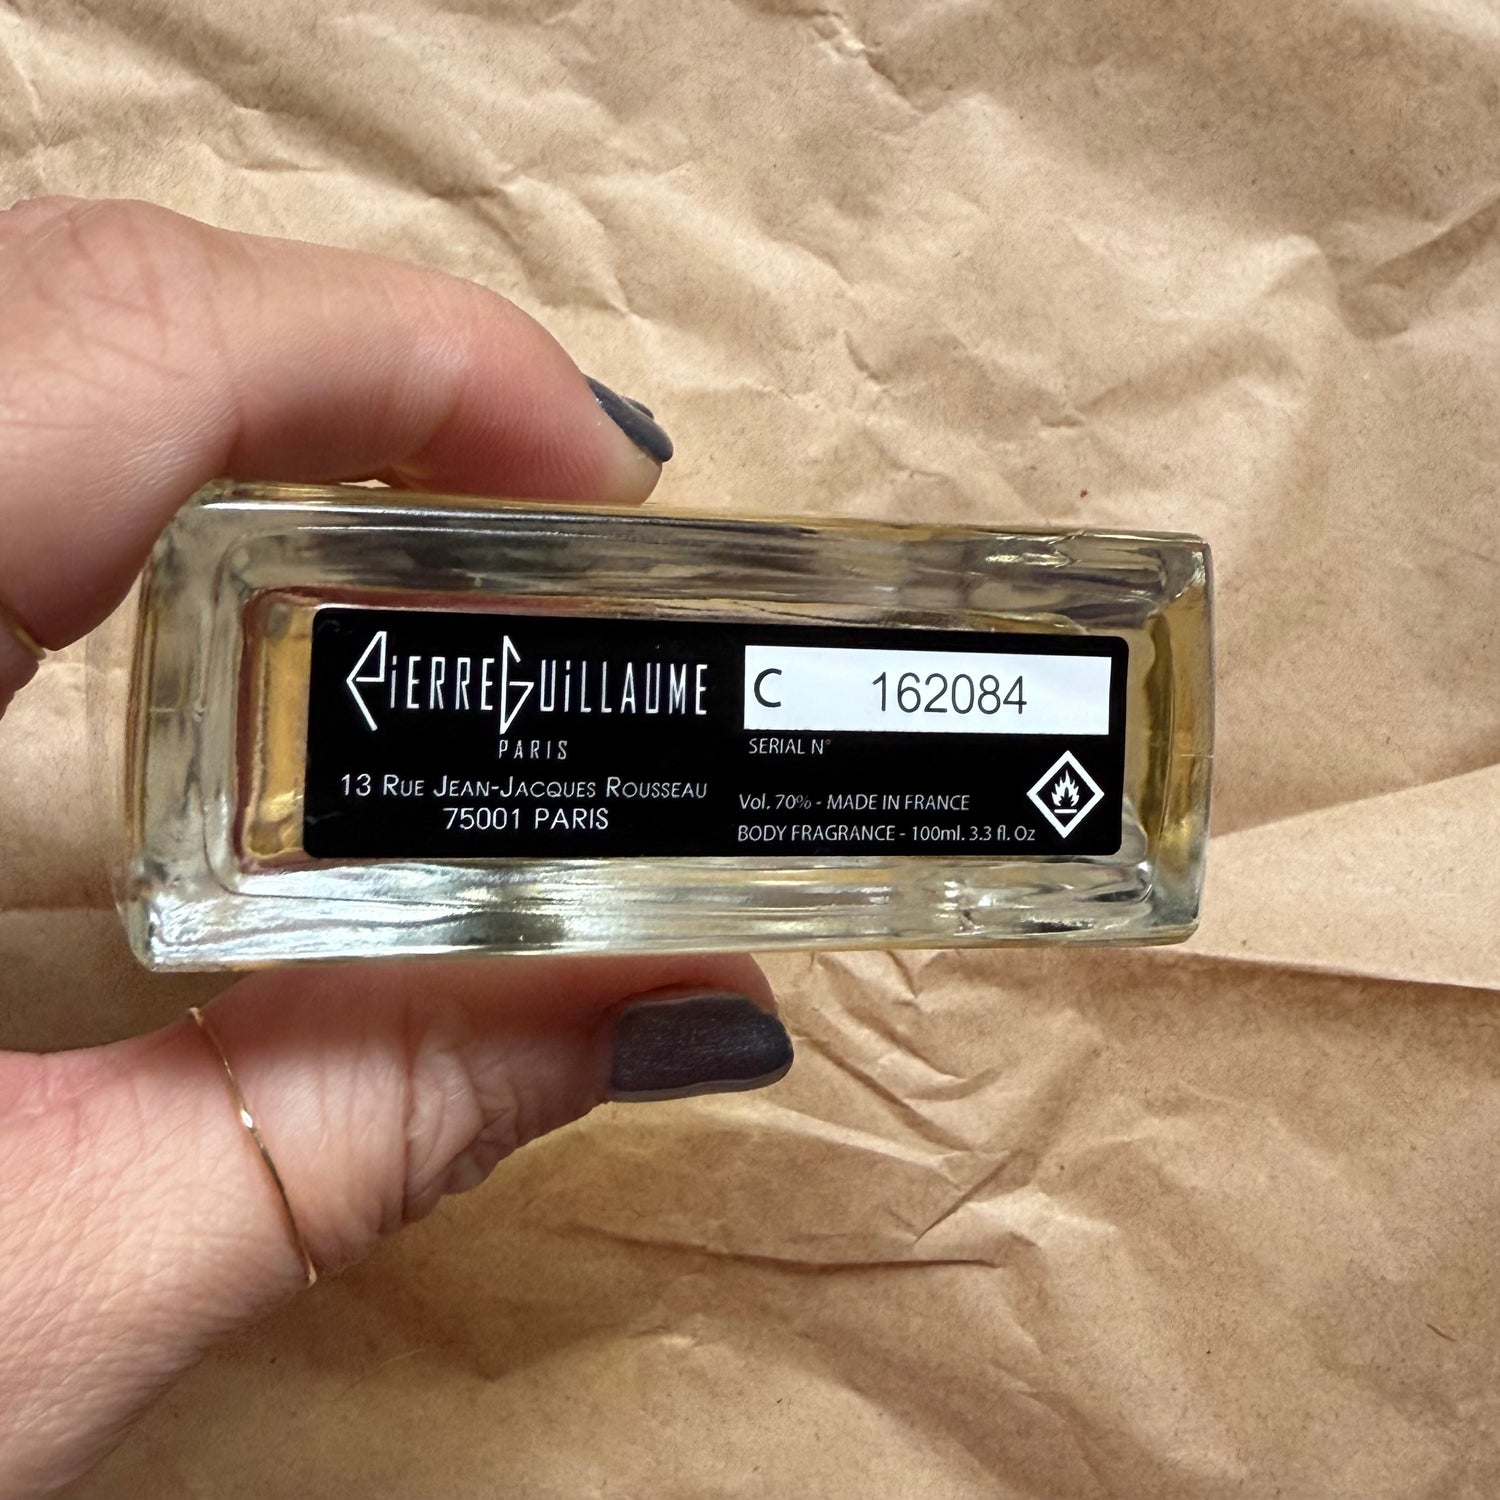 PiERREGUiLLAUME
PARIS
13 RUE JEAN-JACQUES ROUSSEAU
75001 PARIS
C 162084
SERIAL N°
Vol. 70% - MADE IN FRANCE
BODY FRAGRANCE - 100ml. 3.3 fl. Oz